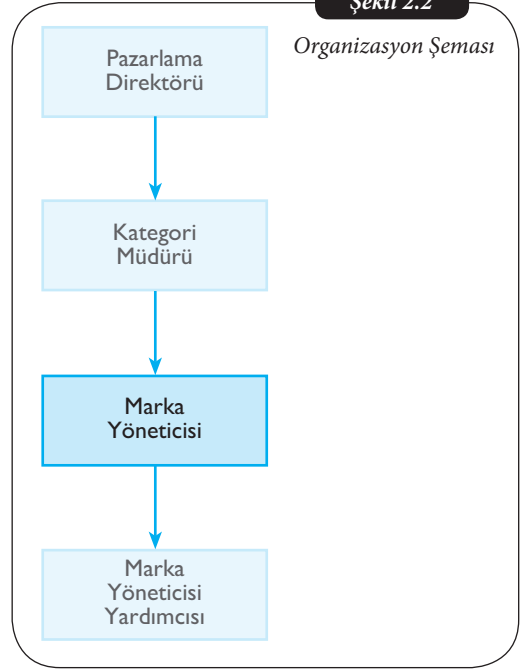 Şekil 2.2
Organizasyon Şeması
Pazarlama
Direktörü
Kategori
Müdürü
Marka
Yöneticisi
Marka
Yöneticisi
Yardımcısı